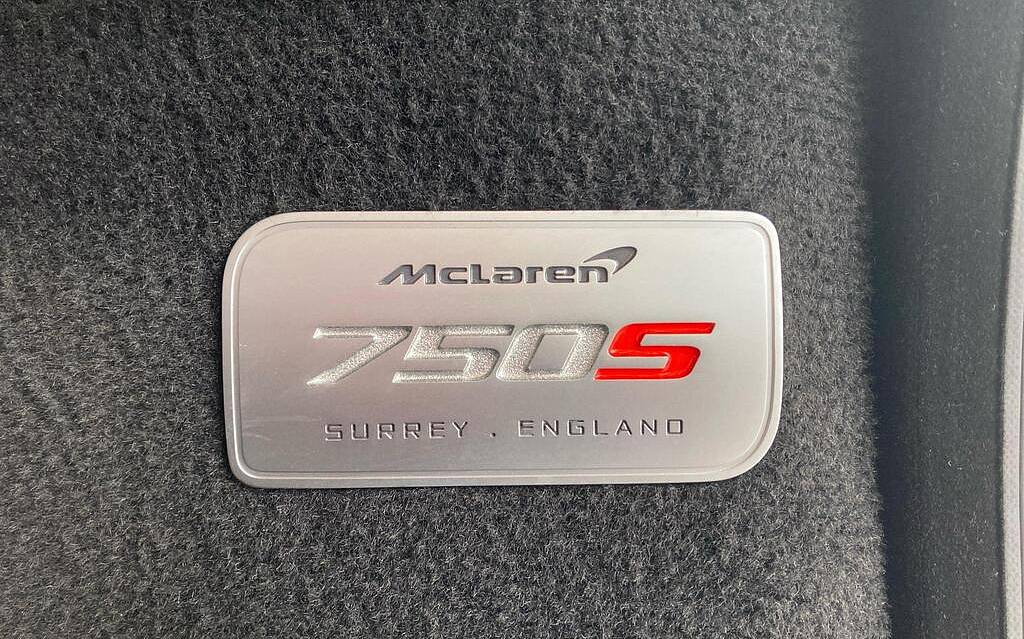 McLaren
750S
SURREY . ENGLAND